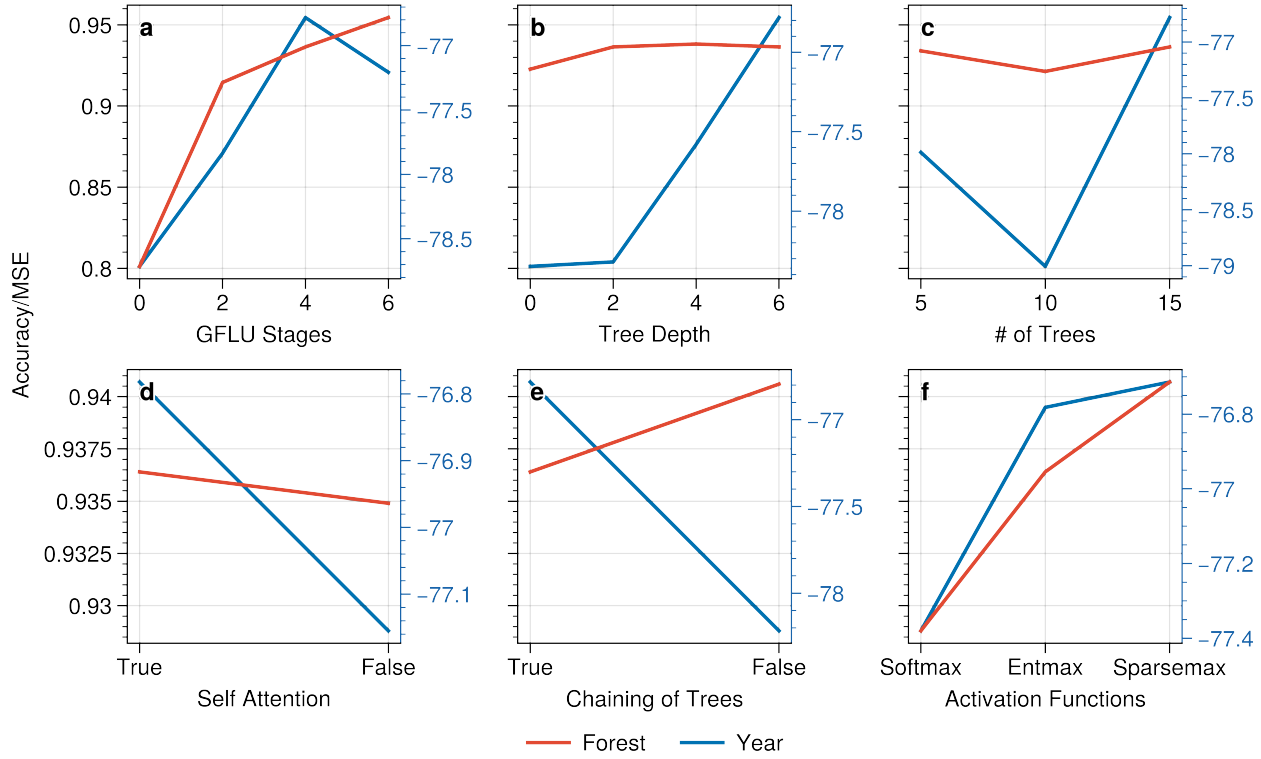 Accuracy/MSE
a
0.95
0.9
0.85
0.8
−77
−77.5
−78
−78.5
0 2 4 6
GFLU Stages
b
−77
−77.5
−78
0 2 4 6
Tree Depth
c
−77
−77.5
−78
−78.5
−79
5 10 15
# of Trees
d
0.94
0.9375
0.935
0.9325
0.93
−76.8
−76.9
−77
−77.1
True False
Self Attention
e
−77
−77.5
−78
True False
Chaining of Trees
f
−76.8
−77
−77.2
−77.4
Softmax Entmax Sparsemax
Activation Functions
Forest Year